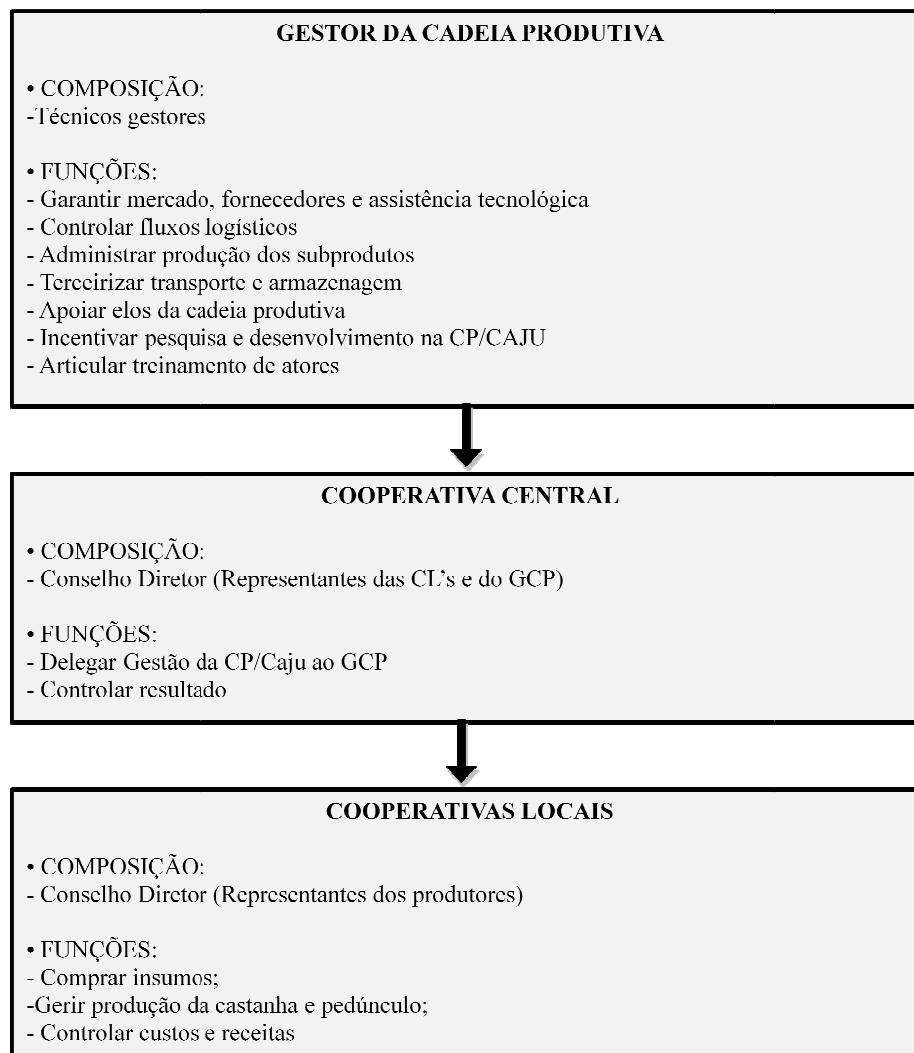 GESTOR DA CADEIA PRODUTIVA
• COMPOSIÇÃO:
-Técnicos gestores
• FUNÇÕES:
- Garantir mercado, fornecedores e assistência tecnológica
- Controlar fluxos logísticos
- Administrar produção dos subprodutos
- Terceirizar transporte e armazenagem
- Apoiar elos da cadeia produtiva
- Incentivar pesquisa e desenvolvimento na CP/CAJU
- Articular treinamento de atores
COOPERATIVA CENTRAL
• COMPOSIÇÃO:
- Conselho Diretor (Representantes das CL's e do GCP)
• FUNÇÕES:
- Delegar Gestão da CP/Caju ao GCP
- Controlar resultado
COOPERATIVAS LOCAIS
• COMPOSIÇÃO:
- Conselho Diretor (Representantes dos produtores)
• FUNÇÕES:
- Comprar insumos;
-Gerir produção da castanha e pedúnculo;
- Controlar custos e receitas